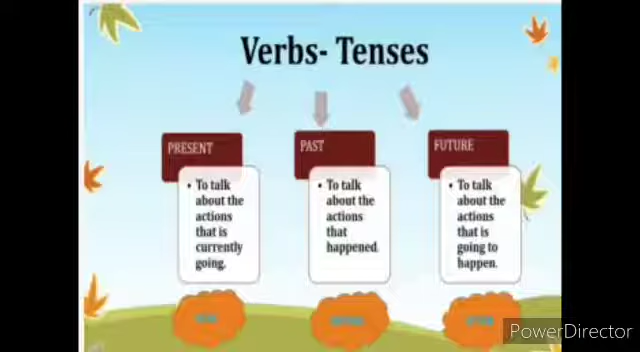 Verbs- Tenses
PRESENT
• To talk
about the
actions
that is
currently
going.
PAST
• To talk
about the
actions
that
happened.
FUTURE
• To talk
about the
actions
that is
going to
happen.
PowerDirector